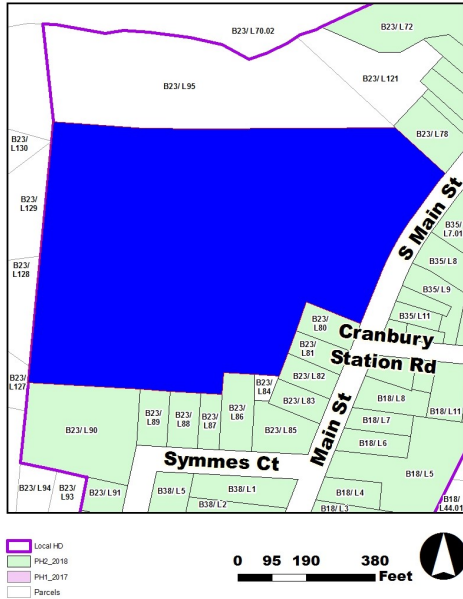 B23/ L70.02
B23/ L72
B23/ L95
B23/ L121
B23/ L78
B23/
L130
B23/
L129
B23/
L128
B23/
L127
S Main St
B35/
L7.01
B35/ L8
B35/ L9
B35/ L11
B23/
L80
B23/
L81
B23/ L82
B23/ L83
B23/
L84
Cranbury
Station Rd
B23/ L90
B23/
L89
B23/
L88
B23/
L87
B23/
L86
B23/ L85
Main St
B18/ L8
B18/ L11
B18/ L7
B18/ L6
B18/ L5
Symmes Ct
B23/ L94
B23/
L93
B23/ L91
B38/ L5
B38/ L1
B38/ L2
B18/ L4
B18/ L3
B18/
L44.01
Local HD
PH2_2018
PH1_2017
Parcels
0 95 190 380
Feet